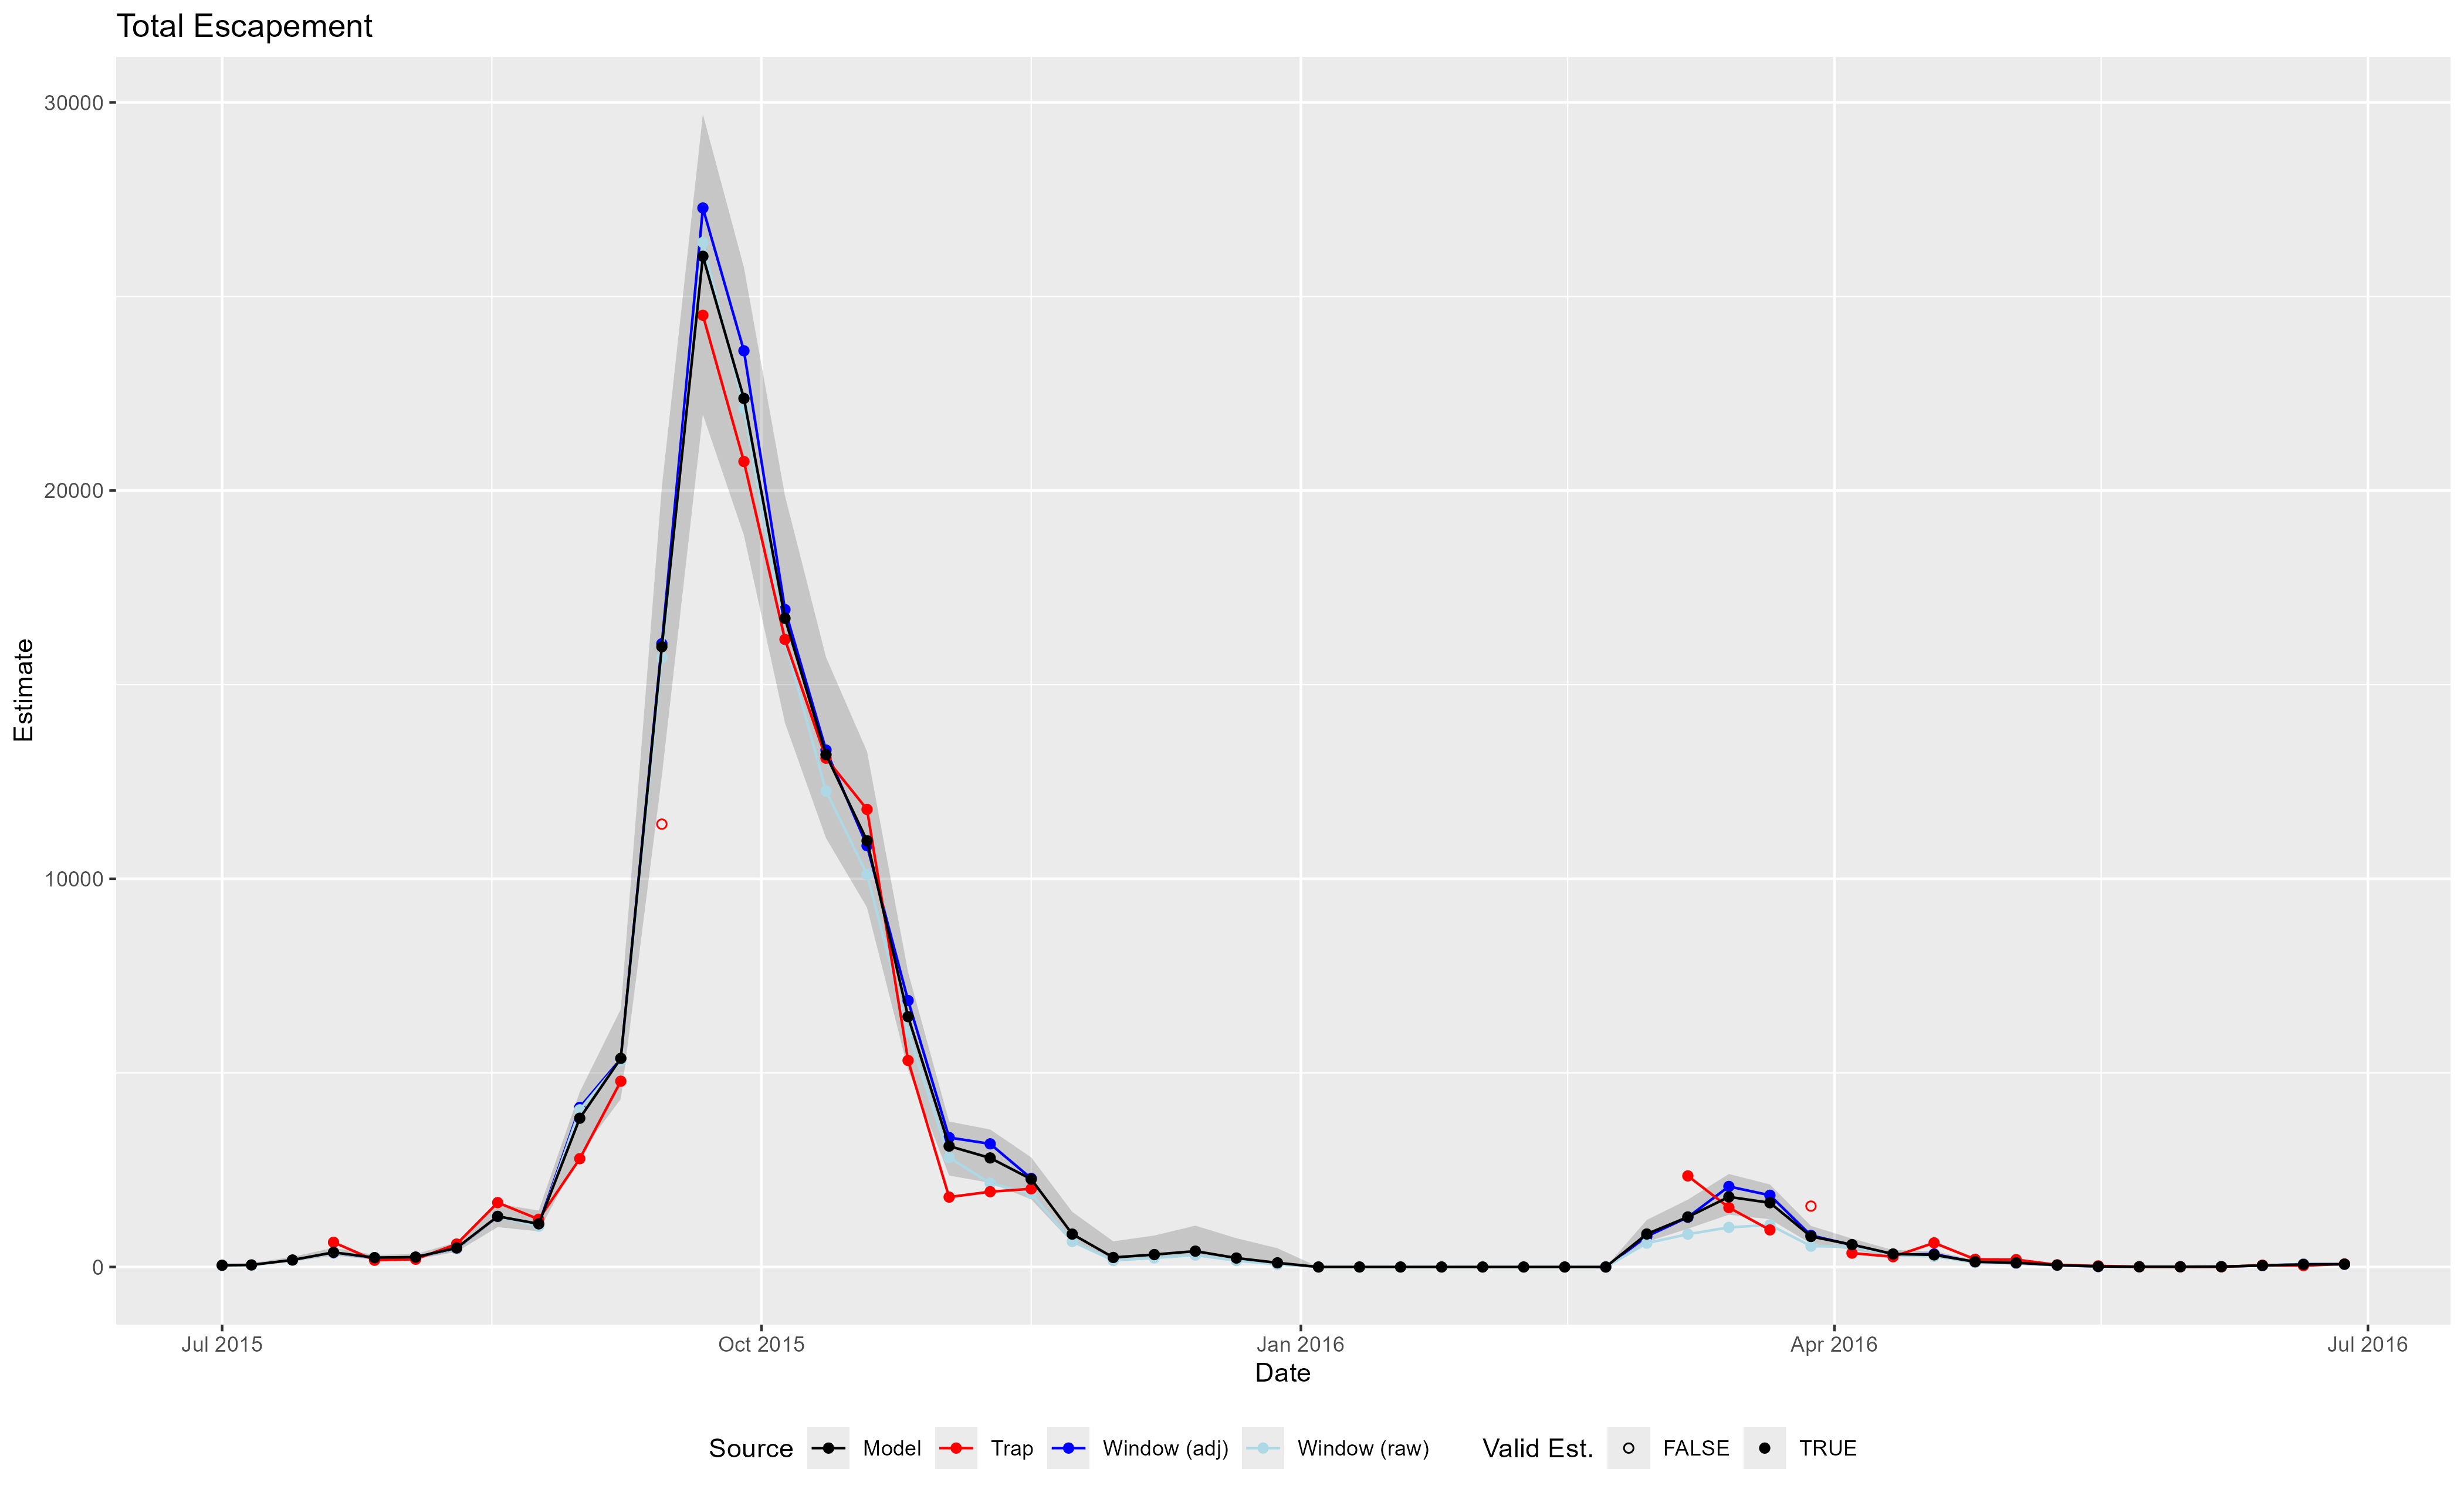 Total Escapement
30000
20000
10000
0
Estimate
Jul 2015 Oct 2015 Jan 2016 Apr 2016 Jul 2016
Date
Source Model Trap Window (adj) Window (raw) Valid Est. FALSE TRUE